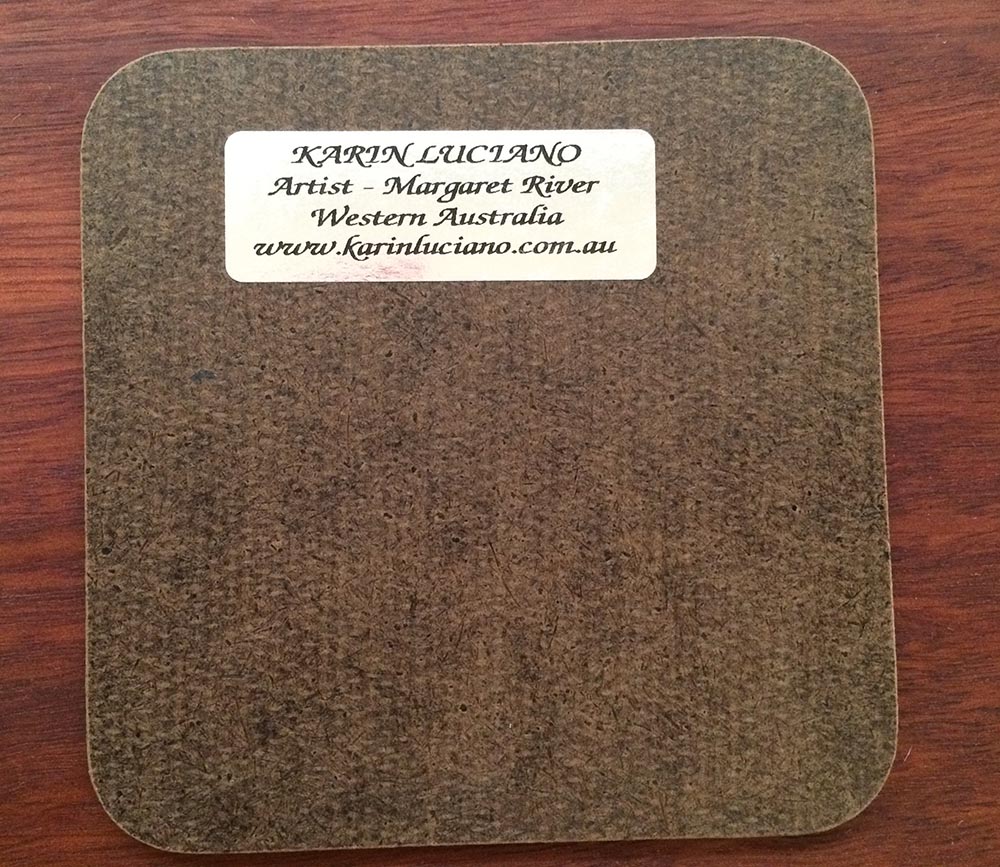 KARIN LUCIANO
Artist - Margaret River
Western Australia
www.karinluciano.com.au